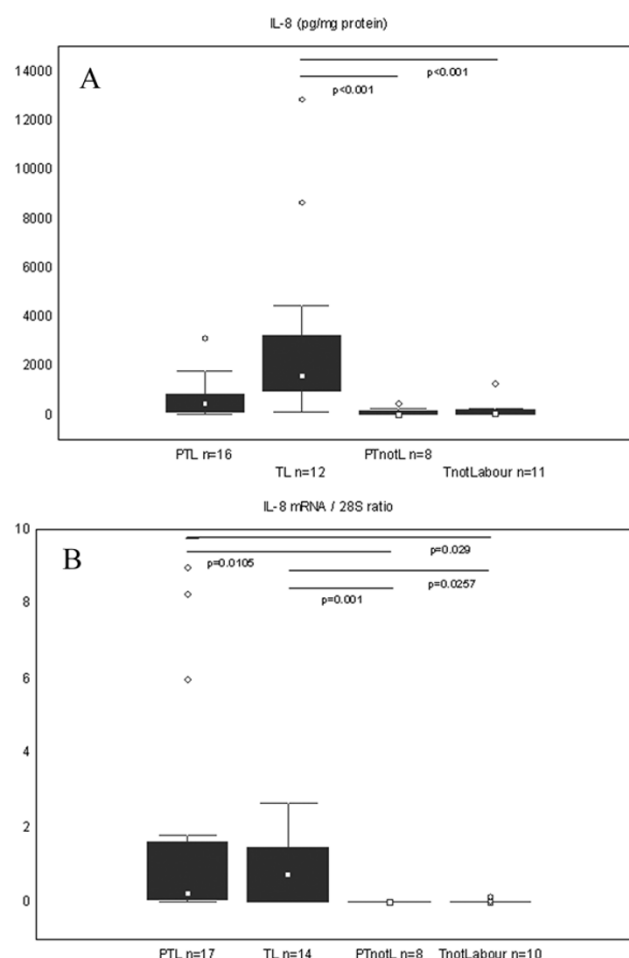 IL-8 (pg/mg protein)
A
14000
p<0.001
p<0.001
12000
10000
8000
6000
4000
2000
0
PTL n=16
PTnotL n=8
TL n=12
TnotLabour n=11
IL-8 mRNA / 28S ratio
10
B
p=0.029
p=0.0105
p=0.0257
p=0.001
8
6
4
2
0
PTL n=17 TL n=14 PTnotL n=8 TnotLabour n=10